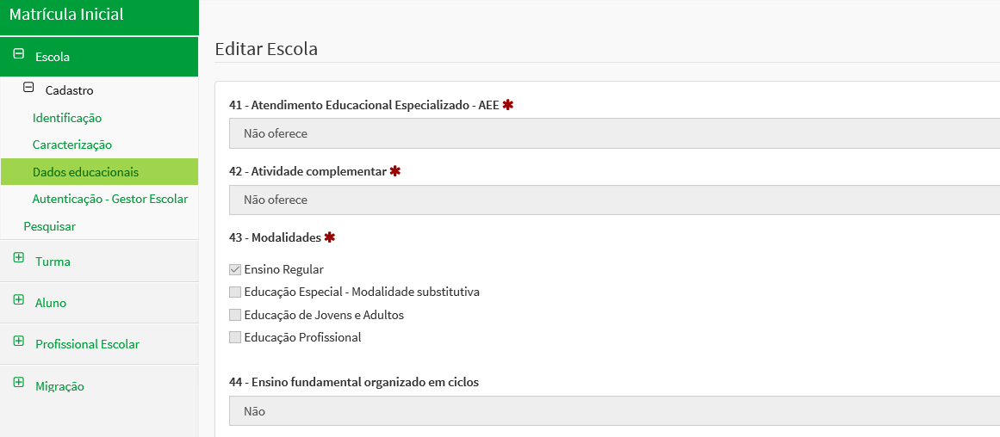 Matrícula Inicial
Escola
Cadastro
Identificação
Caracterização
Dados educacionais
Autenticação - Gestor Escolar
Pesquisar
Turma
Aluno
Profissional Escolar
Migração
Editar Escola
41 - Atendimento Educacional Especializado - AEE ✱
Não oferece
42 - Atividade complementar ✱
Não oferece
43 - Modalidades ✱
Ensino Regular
Educação Especial - Modalidade substitutiva
Educação de Jovens e Adultos
Educação Profissional
44 - Ensino fundamental organizado em ciclos
Não